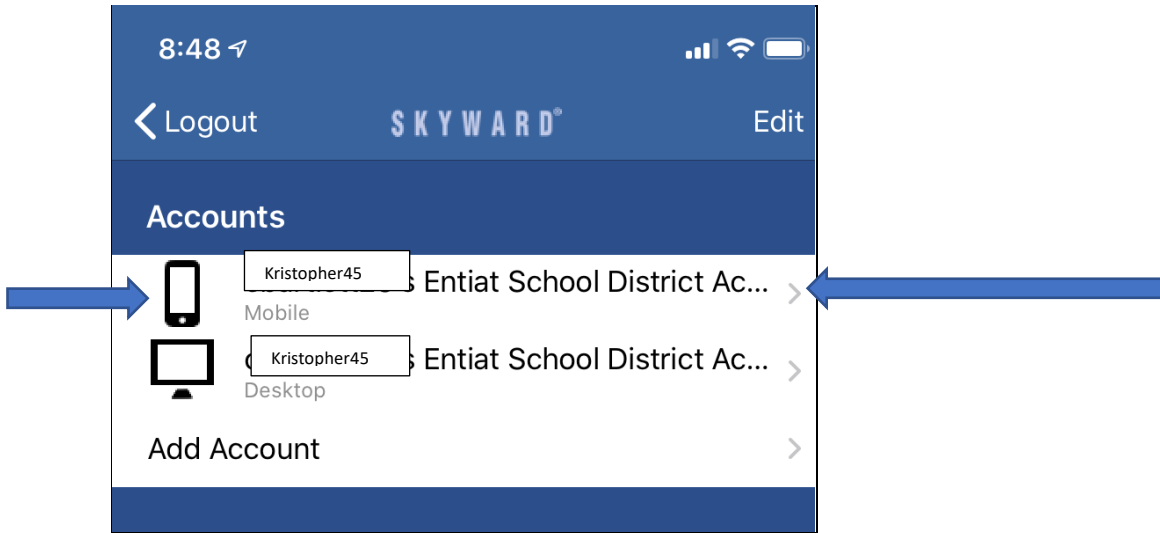 8:48
Logout
SKYWARD®
Edit
Accounts
Kristopher45 s Entiat School District Ac...
Mobile
Kristopher45 s Entiat School District Ac...
Desktop
Add Account